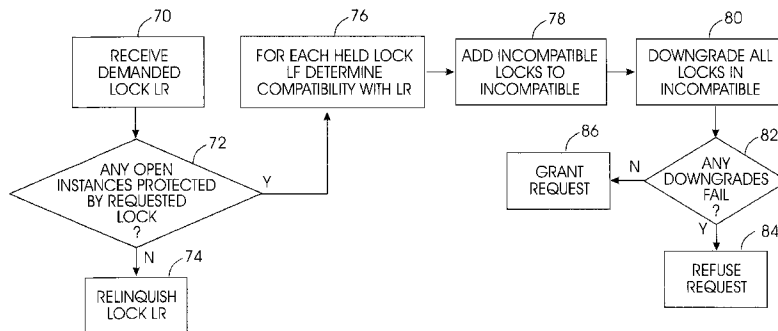 70
RECEIVE
DEMANDED
LOCK LR
72
ANY OPEN
INSTANCES PROTECTED
BY REQUESTED
LOCK
?
Y
N
74
RELINQUISH
LOCK LR
76
FOR EACH HELD LOCK
LF DETERMINE
COMPATIBILITY WITH LR
78
ADD INCOMPATIBLE
LOCKS TO
INCOMPATIBLE
80
DOWNGRADE ALL
LOCKS IN
INCOMPATIBLE
82
ANY
DOWNGRADES
FAIL
?
N
Y
86
GRANT
REQUEST
84
REFUSE
REQUEST